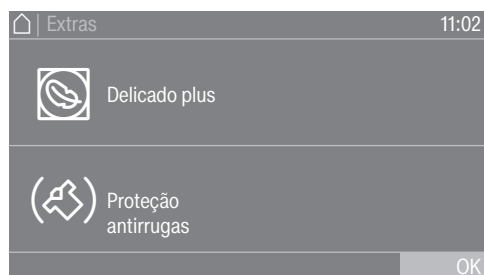 | Extras 11:02
Delicado plus
Proteção
antirrugas
OK